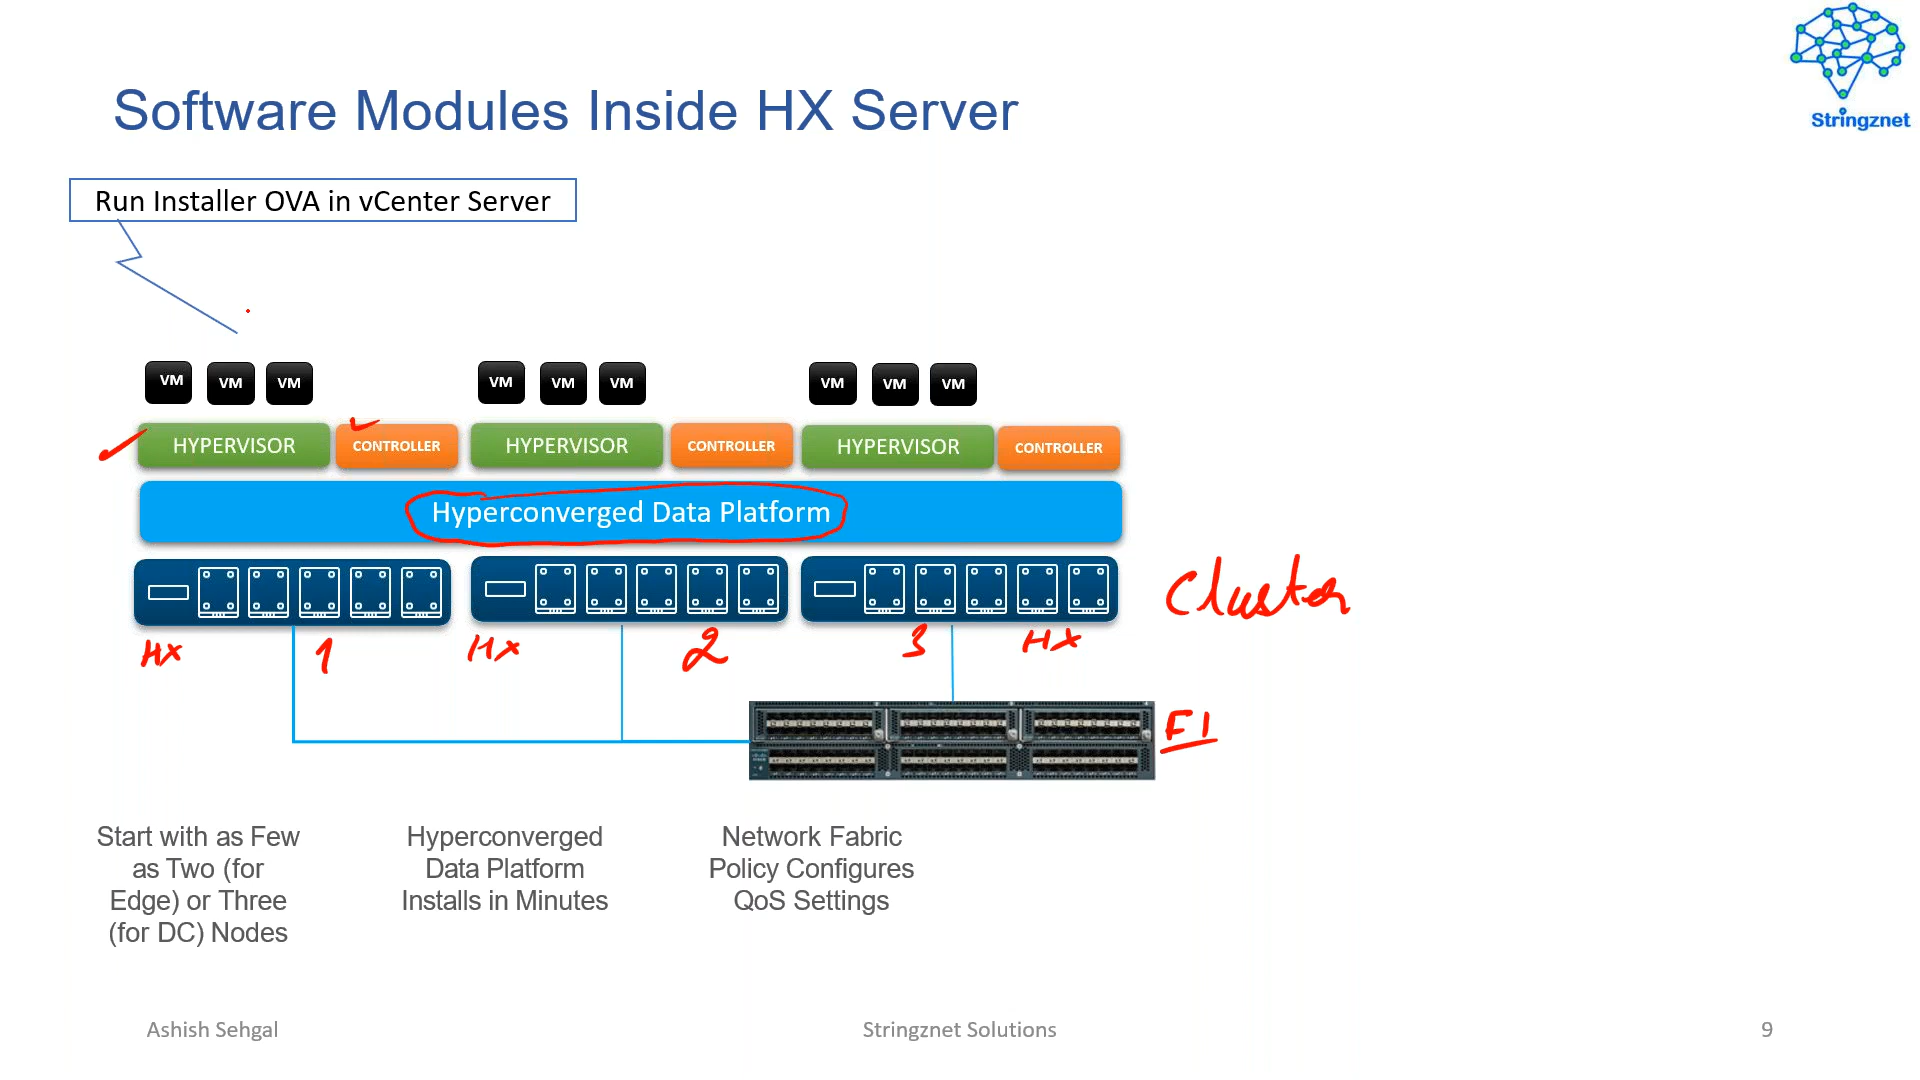 Stringznet
Software Modules Inside HX Server
Run Installer OVA in vCenter Server
VM VM VM VM VM VM VM VM VM
HYPERVISOR CONTROLLER HYPERVISOR CONTROLLER HYPERVISOR CONTROLLER
Hyperconverged Data Platform
Cluster
HX 1 HX 2 3 HX
FI
Start with as Few
as Two (for
Edge) or Three
(for DC) Nodes
Hyperconverged
Data Platform
Installs in Minutes
Network Fabric
Policy Configures
QoS Settings
Ashish Sehgal Stringznet Solutions 9